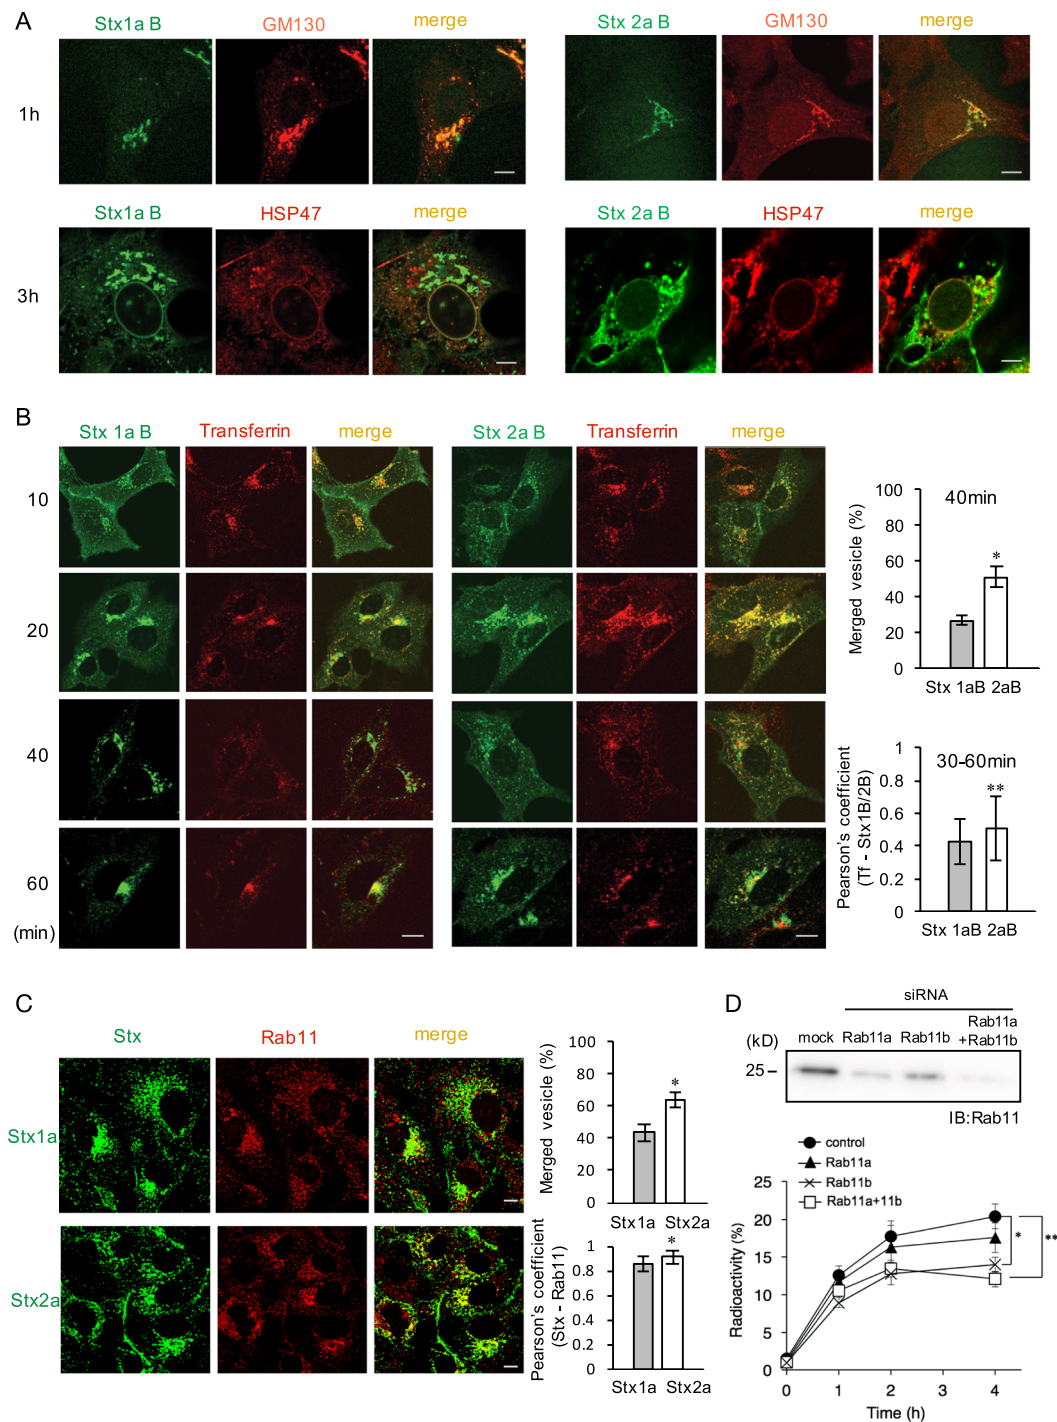 A
Stx1a B GM130 merge Stx 2a B GM130 merge
1h
Stx1a B HSP47 merge Stx 2a B HSP47 merge
3h
B
Stx 1a B Transferrin merge Stx 2a B Transferrin merge
10
20
40
60
(min)
Merged vesicle (%)
100
80
60
40
20
0
40min
*
Stx 1aB 2aB
Pearson's coefficient
(Tf - Stx1B/2B)
1
0.8
0.6
0.4
0.2
0
30-60min
**
Stx 1aB 2aB
C
Stx Rab11 merge
Stx1a
Stx2a
Merged vesicle (%)
100
80
60
40
20
0
*
Stx1a Stx2a
Pearson's coefficient
(Stx - Rab11)
1
0.8
0.6
0.4
0.2
0
*
Stx1a Stx2a
D
siRNA
(kD) mock Rab11a Rab11b Rab11a
+Rab11b
25
IB:Rab11
control
Rab11a
Rab11b
Rab11a+11b
Radioactivity (%)
25
20
15
10
5
0
*
**
0 1 2 3 4
Time (h)